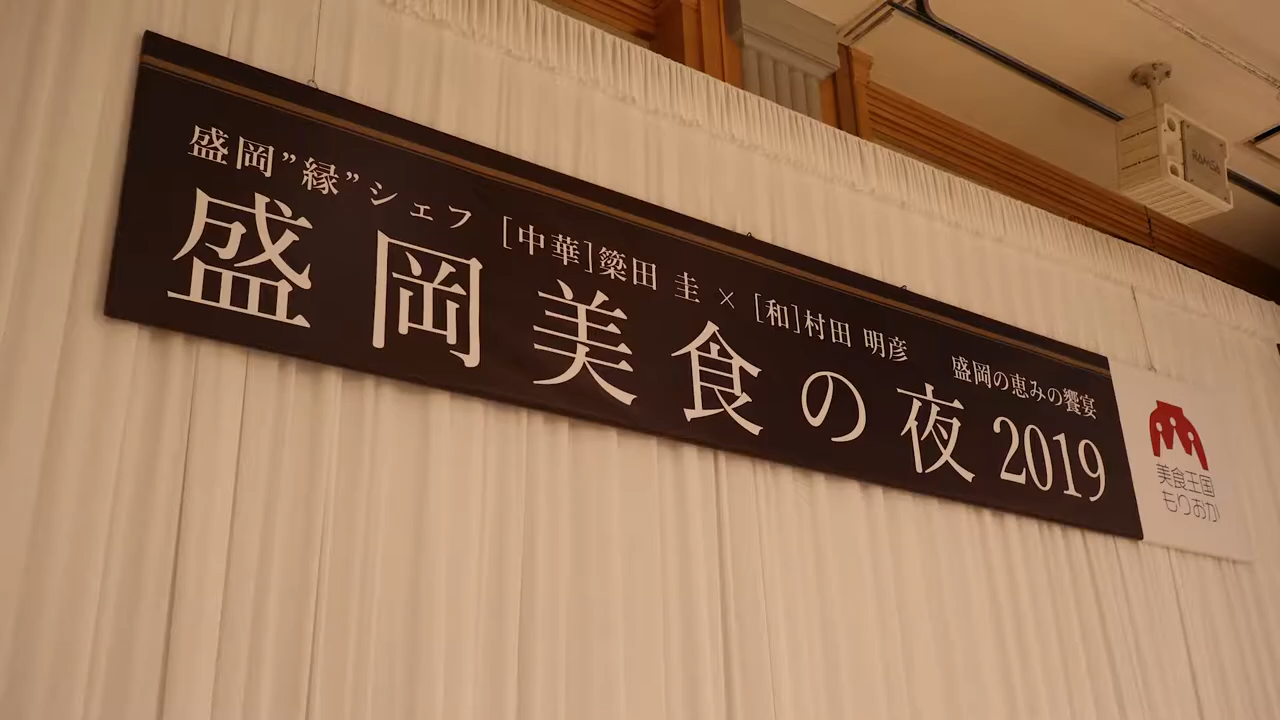 盛岡”縁”シェフ [中華]簗田 圭 × [和]村田 明彦 盛岡の恵みの饗宴
盛岡美食の夜 2019
美食王国
もりおか
RAMSA